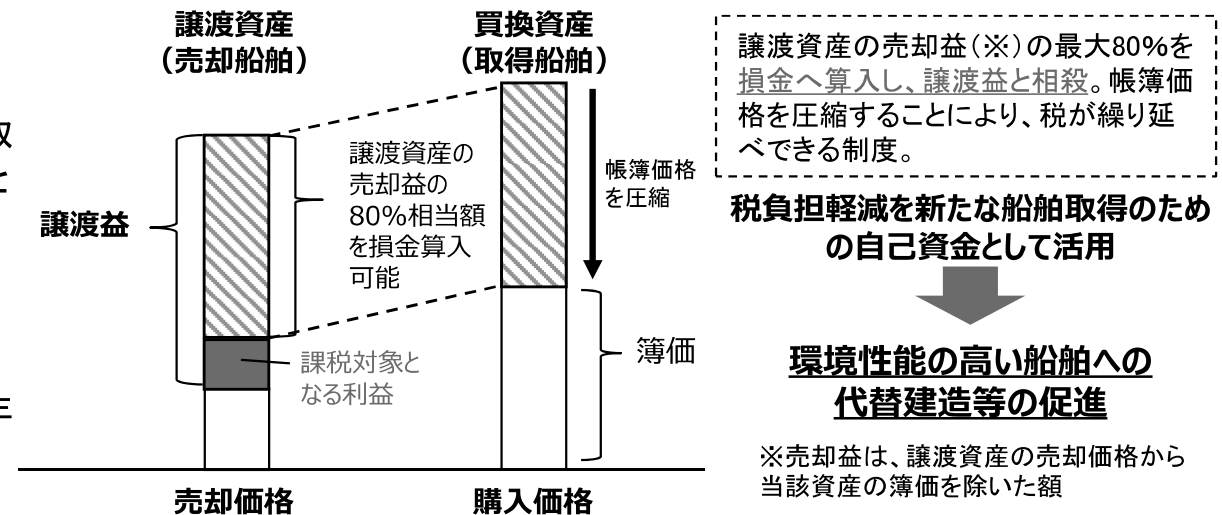 譲渡資産
（売却船舶）
買換資産
（取得船舶）
譲渡益
譲渡資産の
売却益の
80%相当額
を損金算入
可能
課税対象と
なる利益
帳簿価格
を圧縮
簿価
売却価格
購入価格
譲渡資産の売却益（※）の最大80%を
損金へ算入し、譲渡益と相殺。帳簿価
格を圧縮することにより、税が繰り延
べできる制度。
税負担軽減を新たな船舶取得のため
の自己資金として活用
環境性能の高い船舶への
代替建造等の促進
※売却益は、譲渡資産の売却価格から
当該資産の簿価を除いた額